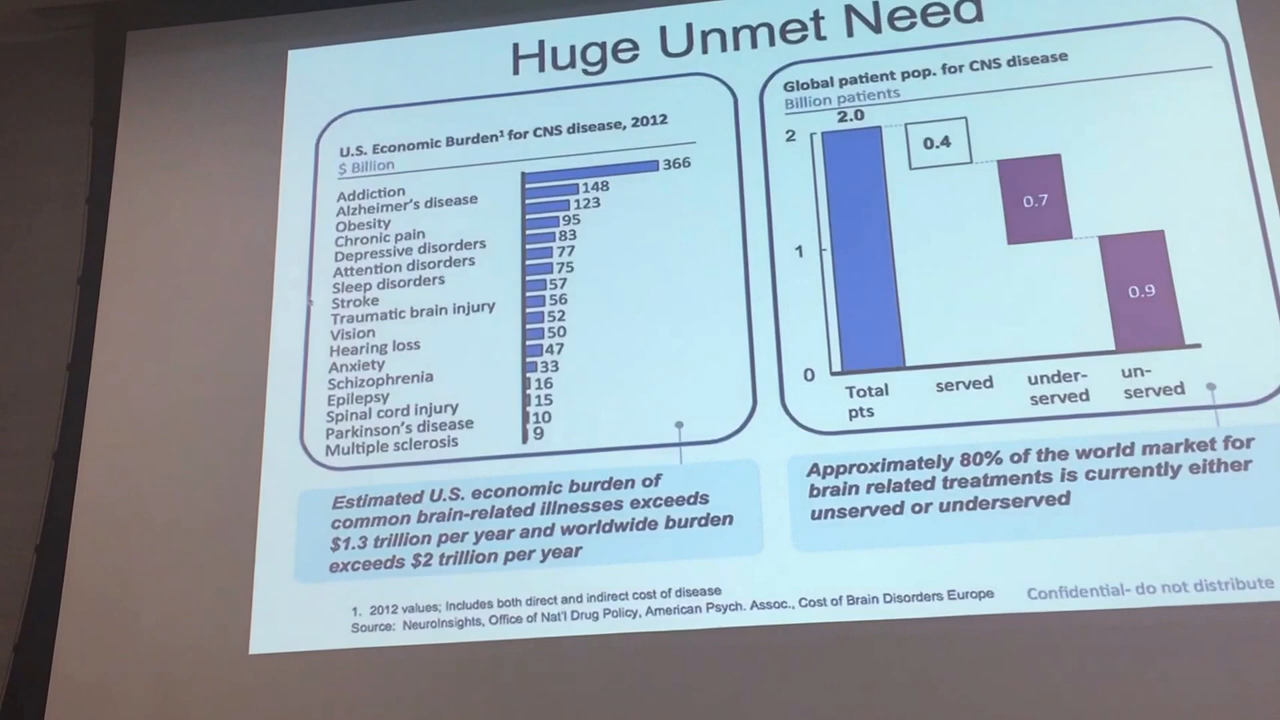 Huge Unmet Need
U.S. Economic Burden¹ for CNS disease, 2012
$ Billion
Addiction 366
Alzheimer's disease 148
Obesity 123
Chronic pain 95
Depressive disorders 83
Attention disorders 77
Sleep disorders 75
Stroke 57
Traumatic brain injury 56
Vision 52
Hearing loss 50
Anxiety 47
Schizophrenia 33
Epilepsy 16
Spinal cord injury 15
Parkinson's disease 10
Multiple sclerosis 9
Estimated U.S. economic burden of
common brain-related illnesses exceeds
$1.3 trillion per year and worldwide burden
exceeds $2 trillion per year
Global patient pop. for CNS disease
Billion patients
2.0
2
0.4
0.7
1
0.9
0
Total
pts
served
under-
served
un-
served
Approximately 80% of the world market for
brain related treatments is currently either
unserved or underserved
1. 2012 values; Includes both direct and indirect cost of disease
Source: NeuroInsights, Office of Nat'l Drug Policy, American Psych. Assoc., Cost of Brain Disorders Europe
Confidential- do not distribute